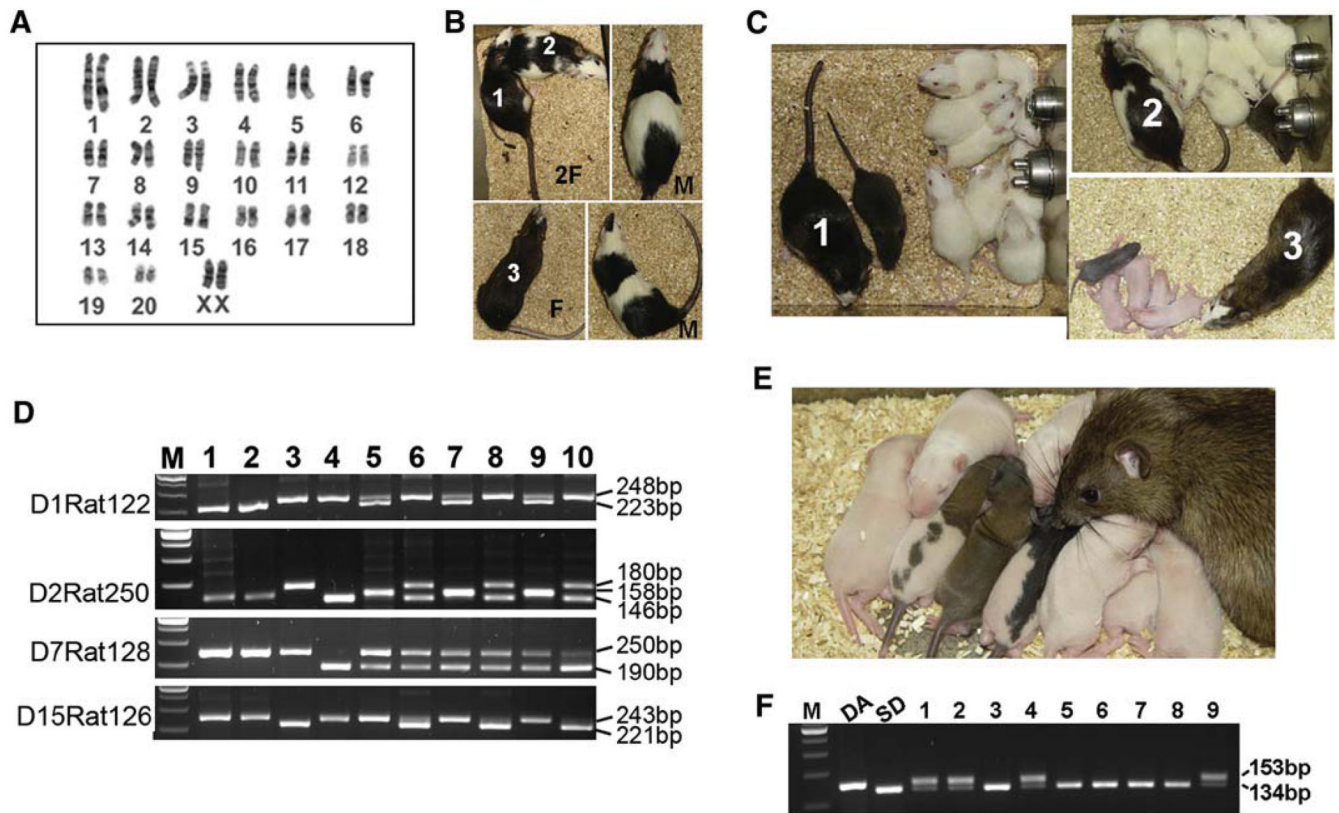 A
1 2 3 4 5 6
7 8 9 10 11 12
13 14 15 16 17 18
19 20 XX
B
2
1
2F
M
3
F
M
C
1
2
3
D
M 1 2 3 4 5 6 7 8 9 10
D1Rat122
248bp
223bp
D2Rat250
180bp
158bp
146bp
D7Rat128
250bp
190bp
D15Rat126
243bp
221bp
E
F
M DA SD 1 2 3 4 5 6 7 8 9
153bp
134bp